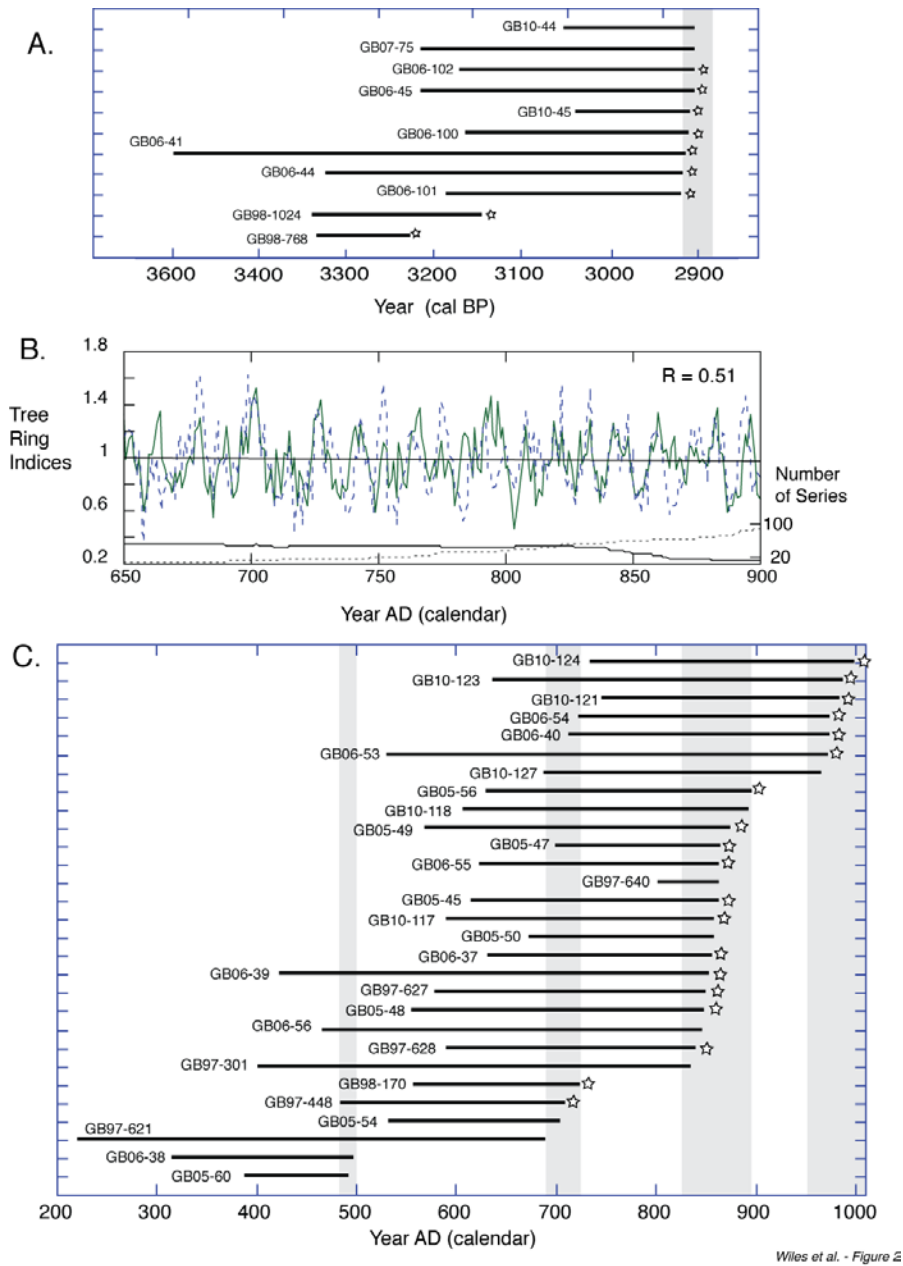 A.
GB10-44
GB07-75
GB06-102
GB06-45
GB10-45
GB06-100
GB06-41
GB06-44
GB06-101
GB98-1024
GB98-768
3600 3400 3300 3200 3100 3000 2900
Year (cal BP)
B.
1.8
1.4
1
0.6
0.2
Tree
Ring
Indices
R = 0.51
Number
of Series
100
20
650 700 750 800 850 900
Year AD (calendar)
C.
GB10-124
GB10-123
GB10-121
GB06-54
GB06-40
GB06-53
GB10-127
GB05-56
GB10-118
GB05-49
GB05-47
GB06-55
GB97-640
GB05-45
GB10-117
GB05-50
GB06-37
GB06-39
GB97-627
GB05-48
GB06-56
GB97-628
GB97-301
GB98-170
GB97-448
GB05-54
GB97-621
GB06-38
GB05-60
200 300 400 500 600 700 800 900 1000
Year AD (calendar)
Wiles et al. - Figure 2